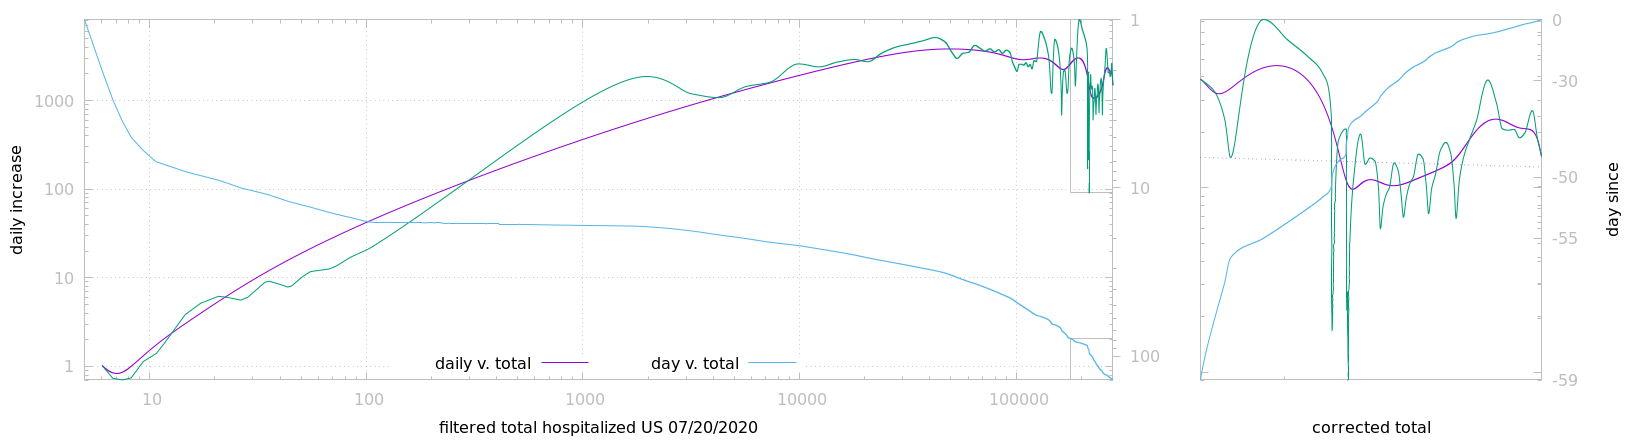 daily increase
1000
100
10
1
daily v. total
day v. total
10
100
1000
10000
100000
filtered total hospitalized US 07/20/2020
1
10
100
0
-30
-50
-55
-59
day since
corrected total